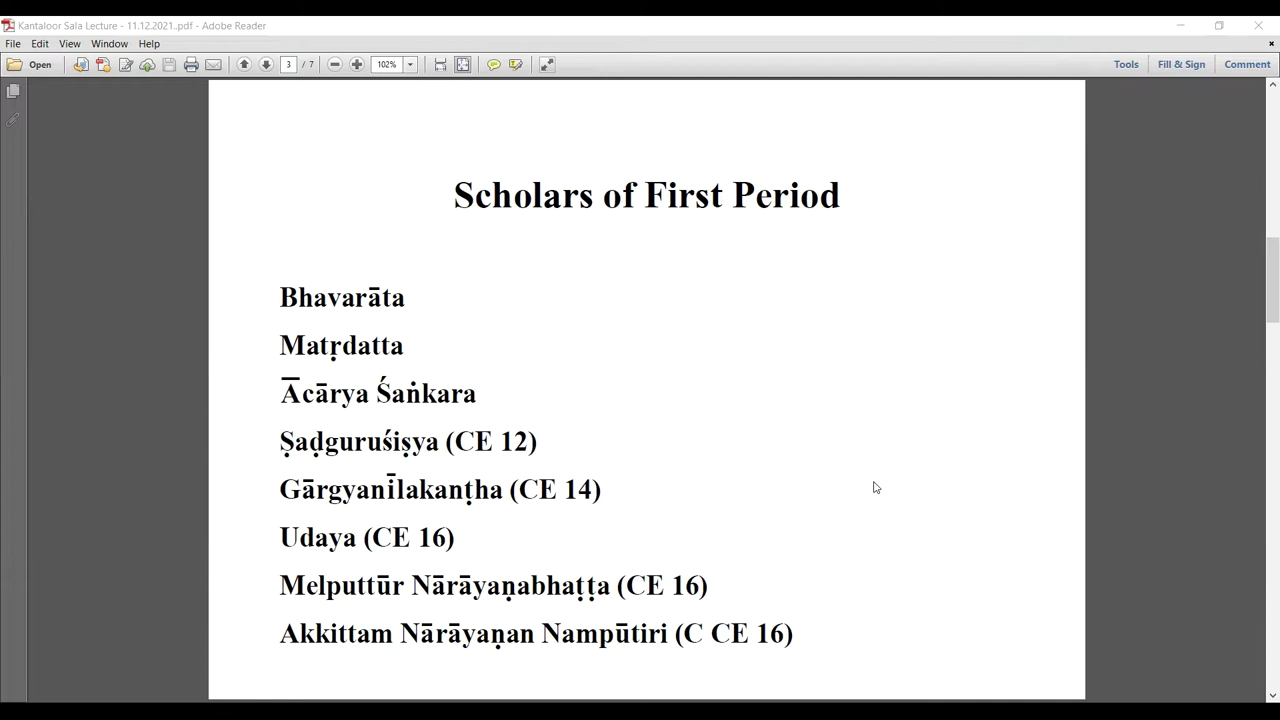 Kantaloor Sala Lecture - 11.12.2021..pdf - Adobe Reader
File Edit View Window Help
Open 3 / 7 102% Tools Fill & Sign Comment
Scholars of First Period
Bhavarāta
Matṛdatta
Ācārya Śaṅkara
Ṣaḍguruśiṣya (CE 12)
Gārgyanīlakaṇṭha (CE 14)
Udaya (CE 16)
Melputtūr Nārāyaṇabhaṭṭa (CE 16)
Akkittam Nārāyaṇan Nampūtiri (C CE 16)